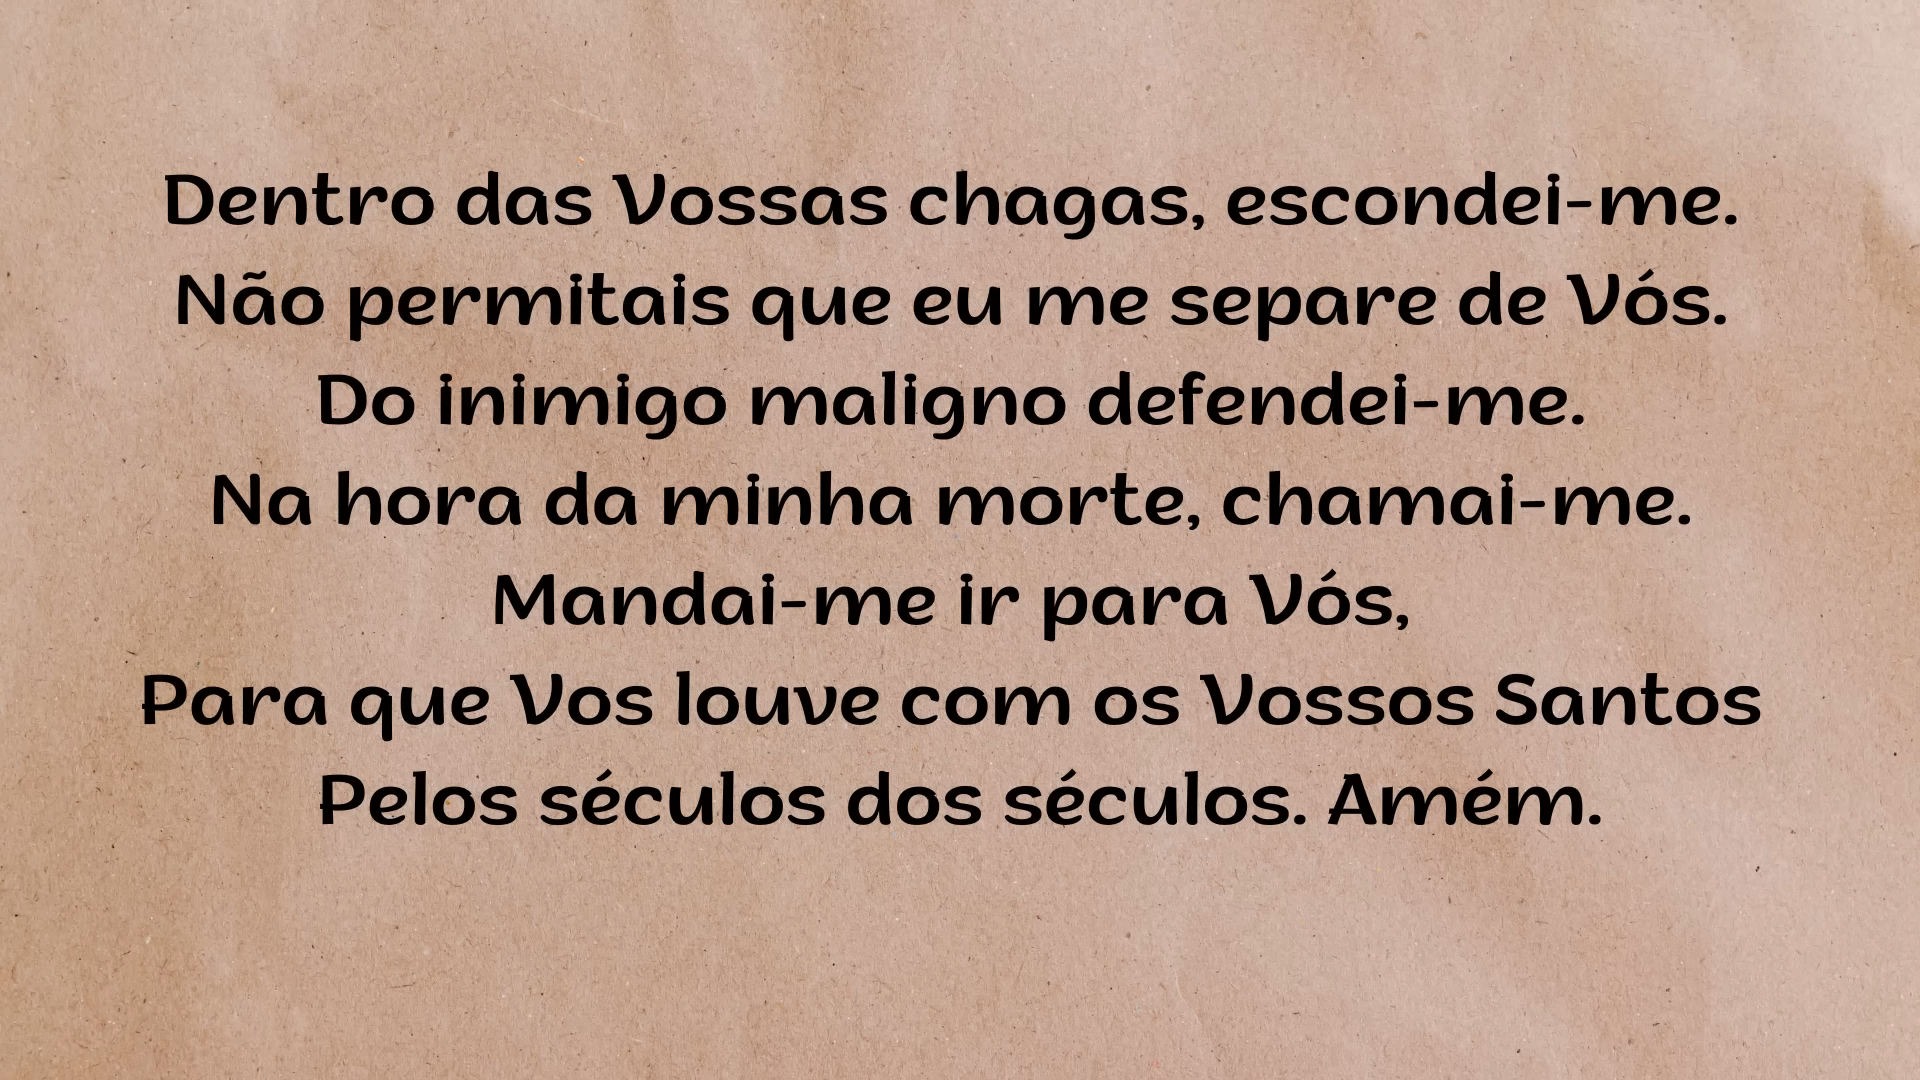 Dentro das Vossas chagas, escondei-me.
Não permitais que eu me separe de Vós.
Do inimigo maligno defendei-me.
Na hora da minha morte, chamai-me.
Mandai-me ir para Vós,
Para que Vos louve com os Vossos Santos
Pelos séculos dos séculos. Amém.